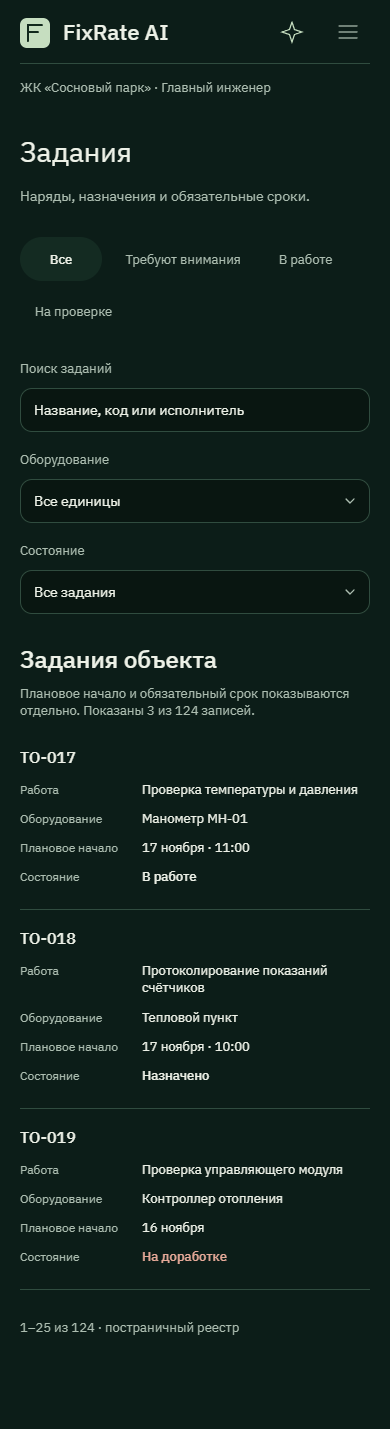 FixRate AI
ЖК «Сосновый парк» · Главный инженер
Задания
Наряды, назначения и обязательные сроки.
Все
Требуют внимания
В работе
На проверке
Поиск заданий
Название, код или исполнитель
Оборудование
Все единицы
Состояние
Все задания
Задания объекта
Плановое начало и обязательный срок показываются
отдельно. Показаны 3 из 124 записей.
ТО-017
Работа Проверка температуры и давления
Оборудование Манометр МН-01
Плановое начало 17 ноября · 11:00
Состояние В работе
ТО-018
Работа Протоколирование показаний
счётчиков
Оборудование Тепловой пункт
Плановое начало 17 ноября · 10:00
Состояние Назначено
ТО-019
Работа Проверка управляющего модуля
Оборудование Контроллер отопления
Плановое начало 16 ноября
Состояние На доработке
1–25 из 124 · постраничный реестр